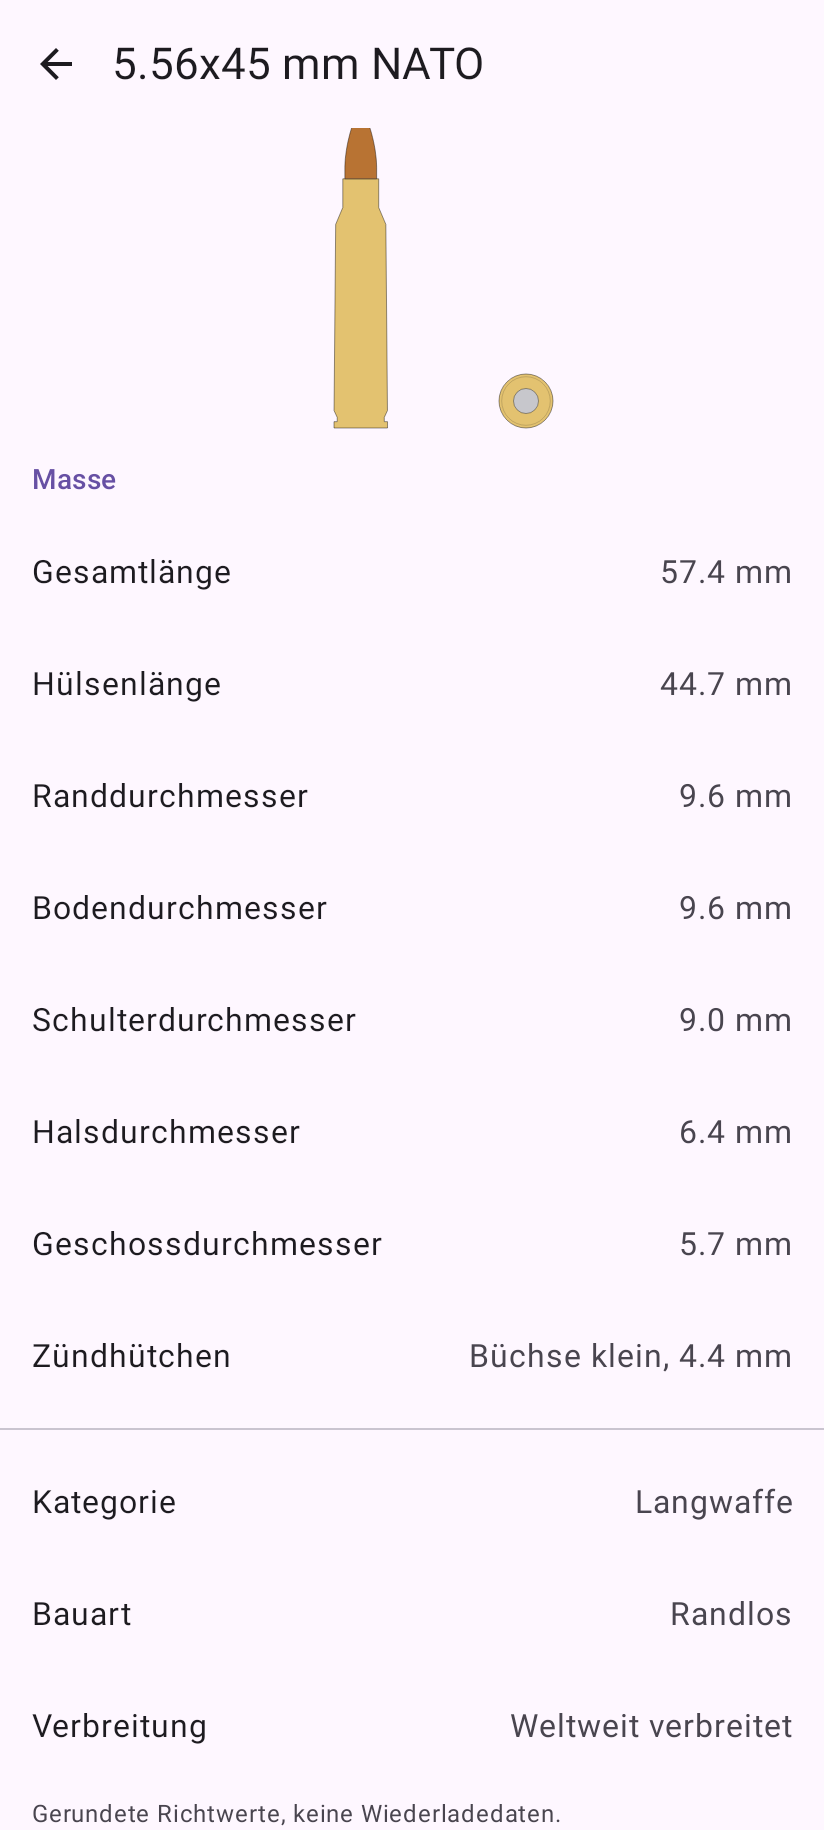 5.56x45 mm NATO
Masse
Gesamtlänge 57.4 mm
Hülsenlänge 44.7 mm
Randdurchmesser 9.6 mm
Bodendurchmesser 9.6 mm
Schulterdurchmesser 9.0 mm
Halsdurchmesser 6.4 mm
Geschossdurchmesser 5.7 mm
Zündhütchen Büchse klein, 4.4 mm
Kategorie Langwaffe
Bauart Randlos
Verbreitung Weltweit verbreitet
Gerundete Richtwerte, keine Wiederladedaten.